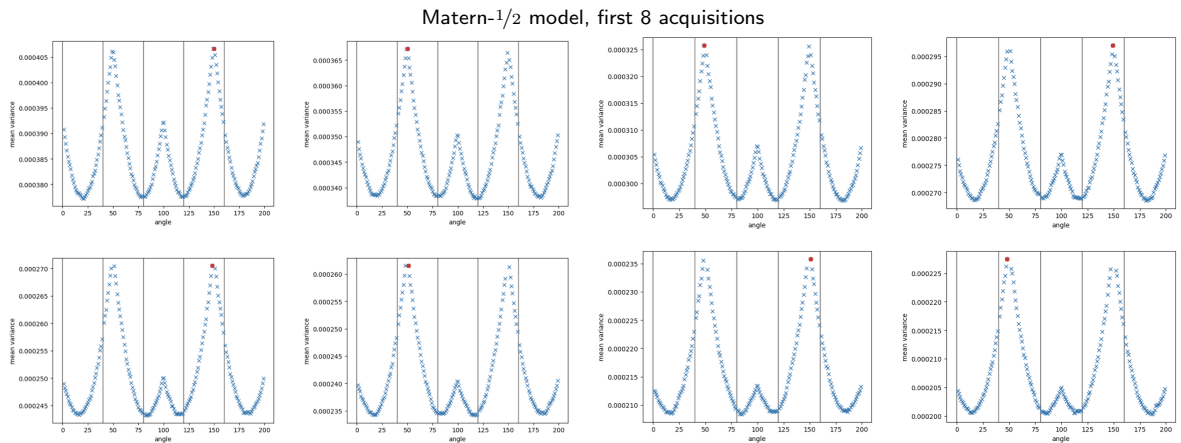 Matern-1/2 model, first 8 acquisitions
0.000405
0.000400
0.000395
0.000390
0.000385
0.000380
mean variance
0 25 50 75 100 125 150 175 200
angle
0.000365
0.000360
0.000355
0.000350
0.000345
0.000340
mean variance
0 25 50 75 100 125 150 175 200
angle
0.000325
0.000320
0.000315
0.000310
0.000305
0.000300
mean variance
0 25 50 75 100 125 150 175 200
angle
0.000295
0.000290
0.000285
0.000280
0.000275
0.000270
mean variance
0 25 50 75 100 125 150 175 200
angle
0.000270
0.000265
0.000260
0.000255
0.000250
0.000245
mean variance
0 25 50 75 100 125 150 175 200
angle
0.000260
0.000255
0.000250
0.000245
0.000240
0.000235
mean variance
0 25 50 75 100 125 150 175 200
angle
0.000235
0.000230
0.000225
0.000220
0.000215
0.000210
mean variance
0 25 50 75 100 125 150 175 200
angle
0.000225
0.000220
0.000215
0.000210
0.000205
0.000200
mean variance
0 25 50 75 100 125 150 175 200
angle